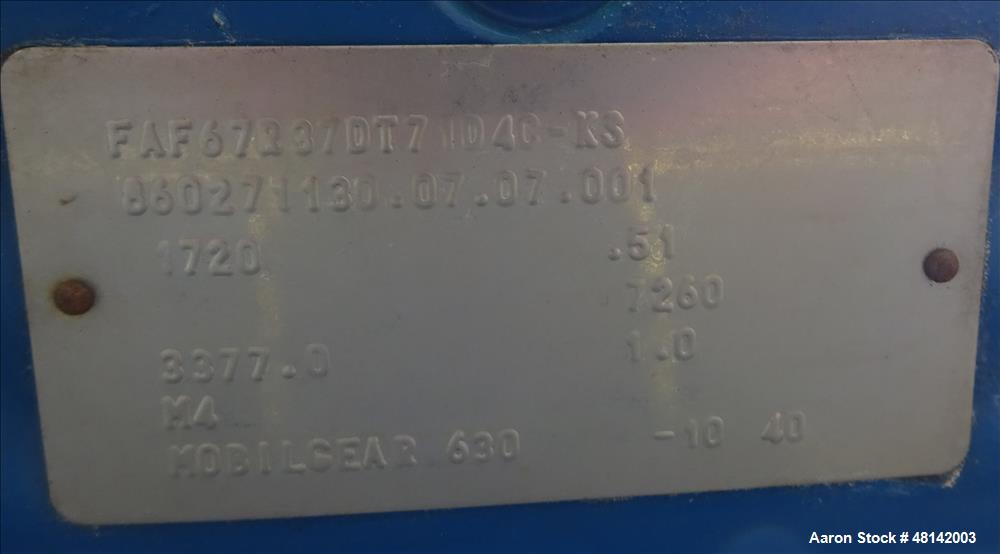 FAF67R37DT71D4C-KS
860271130.07.07.001
1720 .51
7260
3377.0 1.0
M4
MOBILGEAR 630 -10 40
Aaron Stock # 48142003